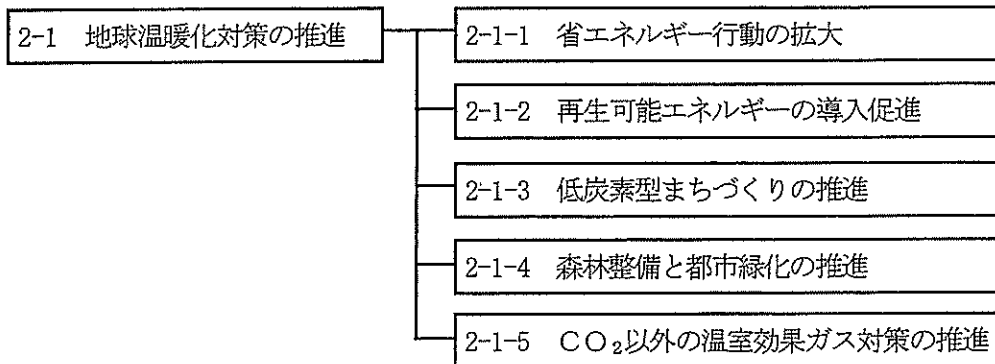 2-1 地球温暖化対策の推進
2-1-1 省エネルギー行動の拡大
2-1-2 再生可能エネルギーの導入促進
2-1-3 低炭素型まちづくりの推進
2-1-4 森林整備と都市緑化の推進
2-1-5 CO₂以外の温室効果ガス対策の推進